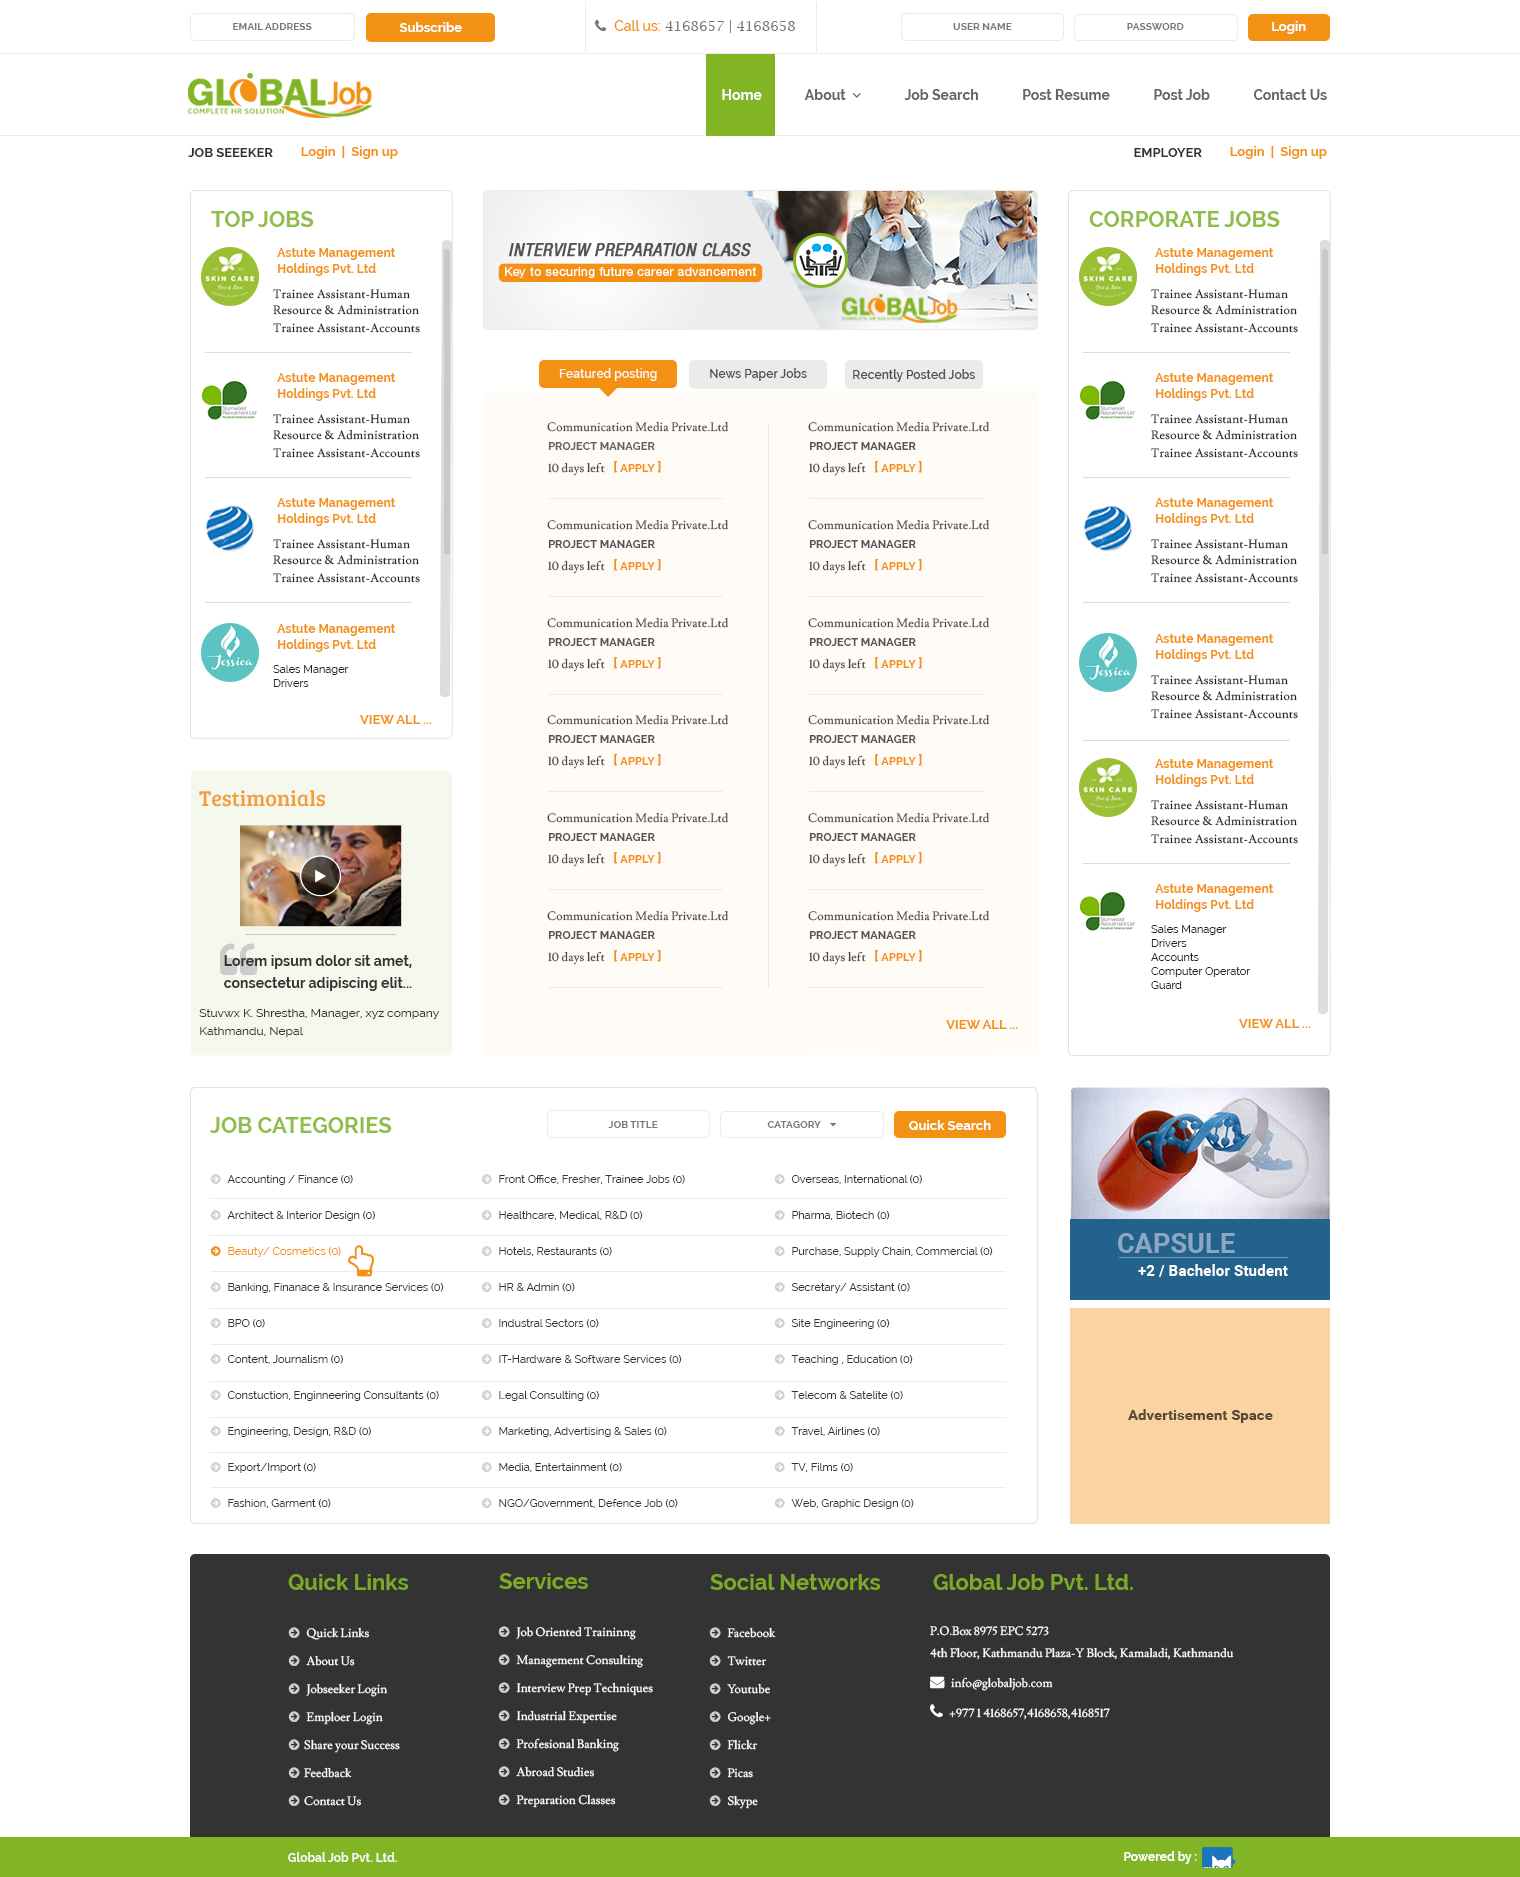 EMAIL ADDRESS
Subscribe
Call us: 4168657 | 4168658
USER NAME
PASSWORD
Login
GLOBALJob
COMPLETE HR SOLUTION
Home
About
Job Search
Post Resume
Post Job
Contact Us
JOB SEEEKER
Login | Sign up
EMPLOYER
Login | Sign up
TOP JOBS
SKIN CARE
Astute Management
Holdings Pvt. Ltd
Trainee Assistant-Human
Resource & Administration
Trainee Assistant-Accounts
Astute Management
Holdings Pvt. Ltd
Trainee Assistant-Human
Resource & Administration
Trainee Assistant-Accounts
Astute Management
Holdings Pvt. Ltd
Trainee Assistant-Human
Resource & Administration
Trainee Assistant-Accounts
Jessica
Astute Management
Holdings Pvt. Ltd
Sales Manager
Drivers
VIEW ALL ...
Testimonials
Lorem ipsum dolor sit amet,
consectetur adipiscing elit...
Stuvwx K. Shrestha, Manager, xyz company
Kathmandu, Nepal
INTERVIEW PREPARATION CLASS
Key to securing future career advancement
GLOBALJob
COMPLETE HR SOLUTION
Featured posting
News Paper Jobs
Recently Posted Jobs
Communication Media Private.Ltd
PROJECT MANAGER
10 days left [ APPLY ]
Communication Media Private.Ltd
PROJECT MANAGER
10 days left [ APPLY ]
Communication Media Private.Ltd
PROJECT MANAGER
10 days left [ APPLY ]
Communication Media Private.Ltd
PROJECT MANAGER
10 days left [ APPLY ]
Communication Media Private.Ltd
PROJECT MANAGER
10 days left [ APPLY ]
Communication Media Private.Ltd
PROJECT MANAGER
10 days left [ APPLY ]
Communication Media Private.Ltd
PROJECT MANAGER
10 days left [ APPLY ]
Communication Media Private.Ltd
PROJECT MANAGER
10 days left [ APPLY ]
Communication Media Private.Ltd
PROJECT MANAGER
10 days left [ APPLY ]
Communication Media Private.Ltd
PROJECT MANAGER
10 days left [ APPLY ]
Communication Media Private.Ltd
PROJECT MANAGER
10 days left [ APPLY ]
Communication Media Private.Ltd
PROJECT MANAGER
10 days left [ APPLY ]
VIEW ALL ...
CORPORATE JOBS
SKIN CARE
Astute Management
Holdings Pvt. Ltd
Trainee Assistant-Human
Resource & Administration
Trainee Assistant-Accounts
Astute Management
Holdings Pvt. Ltd
Trainee Assistant-Human
Resource & Administration
Trainee Assistant-Accounts
Astute Management
Holdings Pvt. Ltd
Trainee Assistant-Human
Resource & Administration
Trainee Assistant-Accounts
Jessica
Astute Management
Holdings Pvt. Ltd
Trainee Assistant-Human
Resource & Administration
Trainee Assistant-Accounts
SKIN CARE
Astute Management
Holdings Pvt. Ltd
Trainee Assistant-Human
Resource & Administration
Trainee Assistant-Accounts
Astute Management
Holdings Pvt. Ltd
Sales Manager
Drivers
Accounts
Computer Operator
Guard
VIEW ALL ...
JOB CATEGORIES
JOB TITLE
CATAGORY
Quick Search
Accounting / Finance (0)
Architect & Interior Design (0)
Beauty/ Cosmetics (0)
Banking, Finanace & Insurance Services (0)
BPO (0)
Content, Journalism (0)
Constuction, Enginneering Consultants (0)
Engineering, Design, R&D (0)
Export/Import (0)
Fashion, Garment (0)
Front Office, Fresher, Trainee Jobs (0)
Healthcare, Medical, R&D (0)
Hotels, Restaurants (0)
HR & Admin (0)
Industral Sectors (0)
IT-Hardware & Software Services (0)
Legal Consulting (0)
Marketing, Advertising & Sales (0)
Media, Entertainment (0)
NGO/Government, Defence Job (0)
Overseas, International (0)
Pharma, Biotech (0)
Purchase, Supply Chain, Commercial (0)
Secretary/ Assistant (0)
Site Engineering (0)
Teaching , Education (0)
Telecom & Satelite (0)
Travel, Airlines (0)
TV, Films (0)
Web, Graphic Design (0)
CAPSULE
+2 / Bachelor Student
Advertisement Space
Quick Links
Quick Links
About Us
Jobseeker Login
Emploer Login
Share your Success
Feedback
Contact Us
Services
Job Oriented Traininng
Management Consulting
Interview Prep Techniques
Industrial Expertise
Profesional Banking
Abroad Studies
Preparation Classes
Social Networks
Facebook
Twitter
Youtube
Google+
Flickr
Picas
Skype
Global Job Pvt. Ltd.
P.O.Box 8975 EPC 5273
4th Floor, Kathmandu Plaza-Y Block, Kamaladi, Kathmandu
info@globaljob.com
+977 1 4168657,4168658,4168517
Global Job Pvt. Ltd.
Powered by :